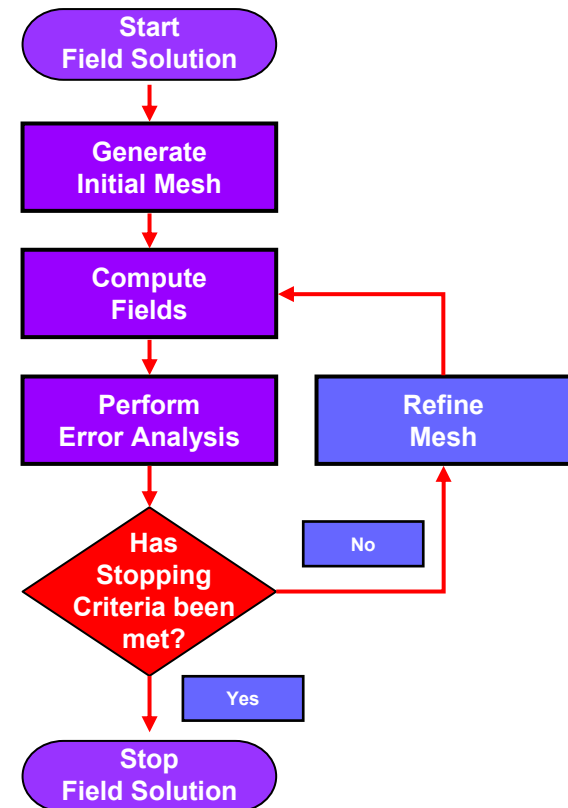 Start
Field Solution
Generate
Initial Mesh
Compute
Fields
Perform
Error Analysis
Refine
Mesh
Has
Stopping
Criteria been
met?
No
Yes
Stop
Field Solution